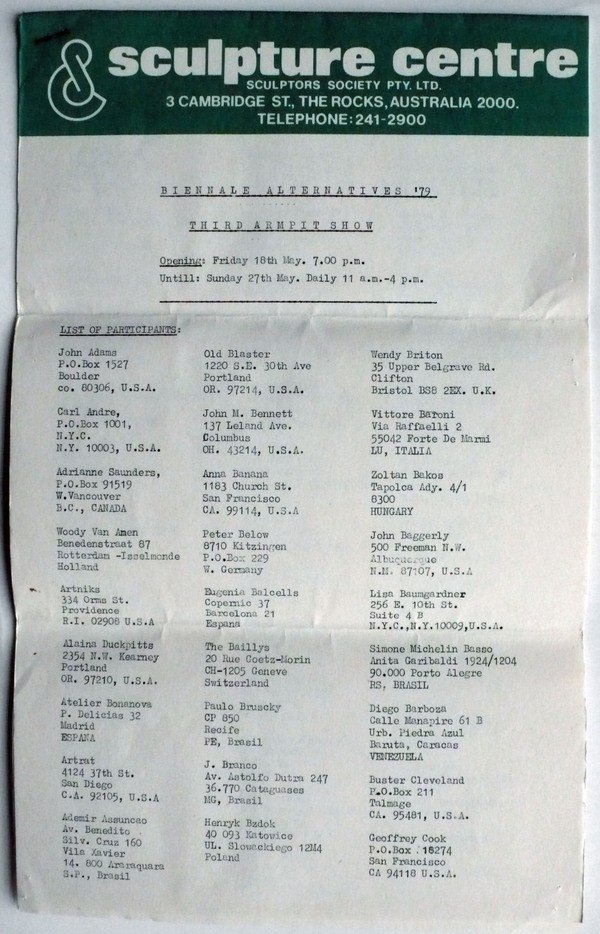 sculpture centre
SCULPTORS SOCIETY PTY. LTD.
3 CAMBRIDGE ST., THE ROCKS, AUSTRALIA 2000.
TELEPHONE: 241-2900
BIENNALE ALTERNATIVES '79
THIRD ARMPIT SHOW
Opening: Friday 18th May. 7.00 p.m.
Untill: Sunday 27th May. Daily 11 a.m.-4 p.m.
LIST OF PARTICIPANTS:
John Adams
P.O.Box 1527
Boulder
co. 80306, U.S.A.
Carl Andre,
P.O.Box 1001,
N.Y.C.
N.Y. 10003, U.S.A.
Adrianne Saunders,
P.O.Box 91519
W.Vancouver
B.C., CANADA
Woody Van Amen
Benedenstraat 87
Rotterdam -Isselmonde
Holland
Artniks
334 Orms St.
Providence
R.I. 02908 U.S.A
Alaina Duckpitts
2354 N.W. Kearney
Portland
OR. 97210, U.S.A.
Atelier Bonanova
P. Delicias 32
Madrid
ESPAÑA
Artrat
4124 37th St.
San Diego
C.A. 92105, U.S.A
Ademir Assuncao
Av. Benedito
Silv. Cruz 160
Vila Xavier
14. 800 Araraquara
S.P., Brasil
Old Blaster
1220 S.E. 30th Ave
Portland
OR. 97214, U.S.A.
John M. Bennett
137 Leland Ave.
Columbus
OH. 43214, U.S.A.
Anna Banana
1183 Church St.
San Francisco
CA. 99114, U.S.A
Peter Below
8710 Kitzingen
P.O.Box 229
W. Germany
Eugenia Balcells
Copernic 37
Barcelona 21
Espana
The Baillys
20 Rue Goetz-Morin
CH-1205 Geneve
Switzerland
Paulo Bruscky
CP 850
Recife
PE, Brasil
J. Branco
Av. Astolfo Dutra 247
36.770 Cataguases
MG, Brasil
Henryk Bzdok
40 093 Katowice
UL. Slowackiego 12M4
Poland
Wendy Briton
35 Upper Belgrave Rd.
Clifton
Bristol BS8 2EX. U.K.
Vittore Baroni
Via Raffaelli 2
55042 Forte De Marmi
LU, ITALIA
Zoltan Bakos
Tapolca Ady. 4/1
8300
HUNGARY
John Baggerly
500 Freeman N.W.
Albuquerque
N.M. 87107, U.S.A
Lisa Baumgardner
256 E. 10th St.
Suite 4 B
N.Y.C.,N.Y.10009,U.S.A.
Simone Michelin Basso
Anita Garibaldi 1924/1204
90.000 Porto Alegre
RS, BRASIL
Diego Barboza
Calle Manapire 61 B
Urb. Piedra Azul
Baruta, Caracas
VENEZUELA
Buster Cleveland
P.O.Box 211
Talmage
CA. 95481, U.S.A.
Geoffrey Cook
P.O.Box 18274
San Francisco
CA 94118 U.S.A.